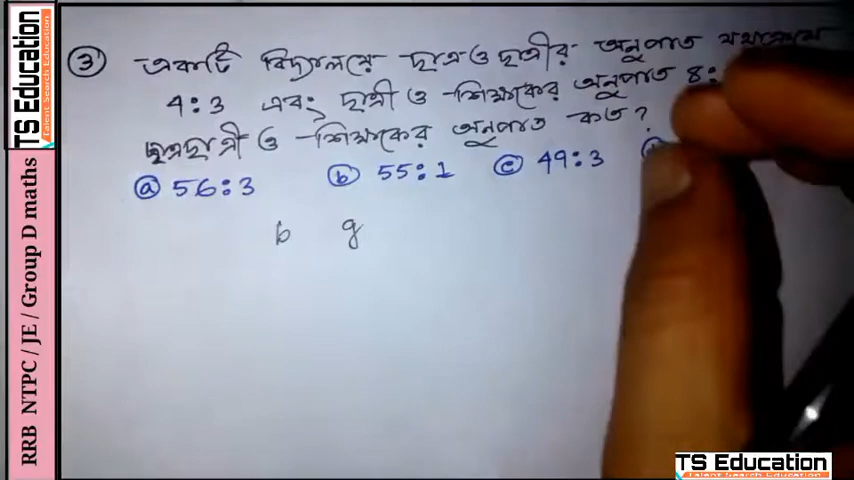 3 একটি বিদ্যালয়ে ছাত্র ও ছাত্রীর অনুপাত যথাক্রমে
4:3 এবং ছাত্রী ও শিক্ষকের অনুপাত 8:
ছাত্রছাত্রী ও শিক্ষকের অনুপাত কত?
a 56:3 b 55:1 c 49:3
b g
TS Education
Talent Search Education
RRB NTPC / JE / Group D maths
TS Education
Talent Search Education